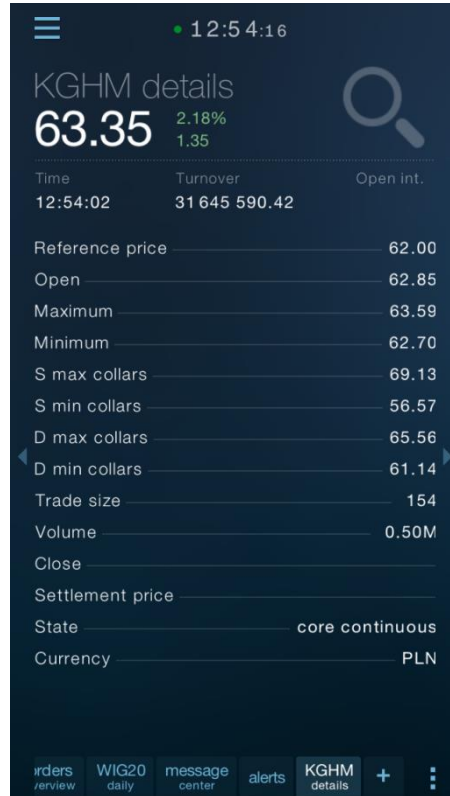 12:54:16
KGHM details
63.35 2.18%
1.35
Time Turnover Open int.
12:54:02 31 645 590.42
Reference price 62.00
Open 62.85
Maximum 63.59
Minimum 62.70
S max collars 69.13
S min collars 56.57
D max collars 65.56
D min collars 61.14
Trade size 154
Volume 0.50M
Close
Settlement price
State core continuous
Currency PLN
orders WIG20 message alerts KGHM +
verview daily center details